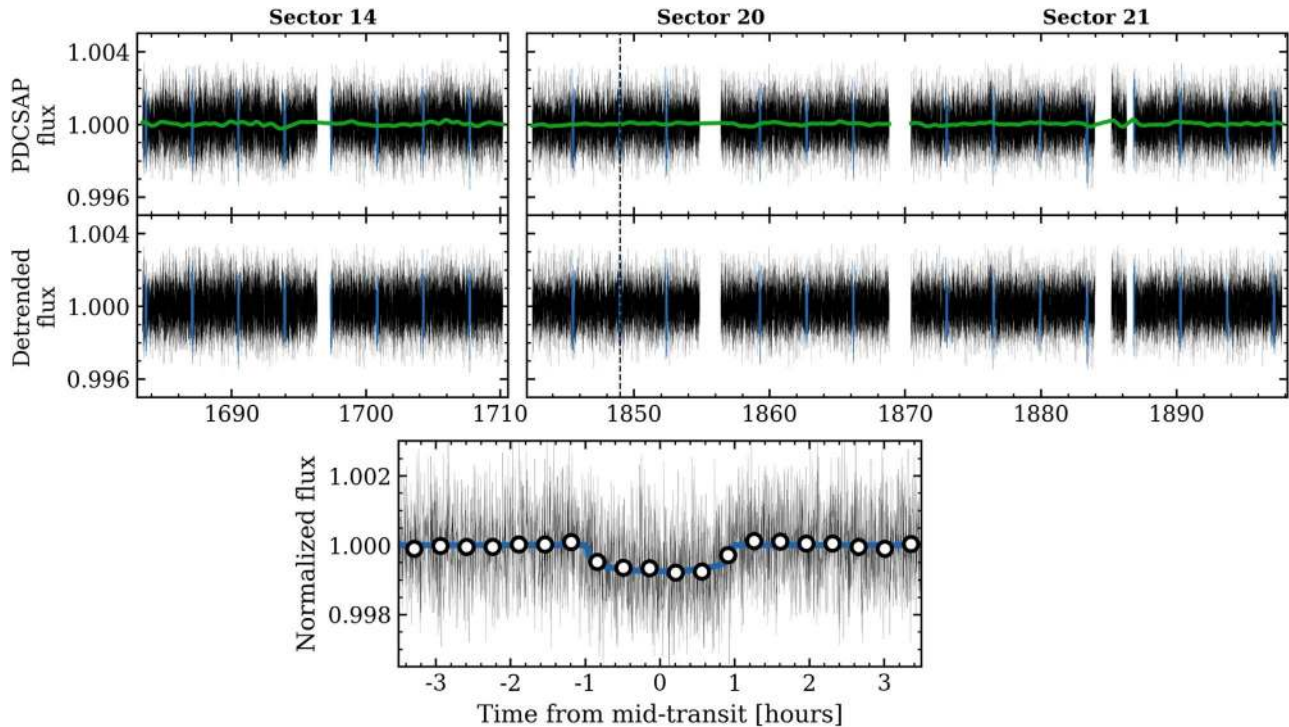 Sector 14 Sector 20 Sector 21
PDCSAP
flux
1.004
1.000
0.996
Detrended
flux
1.004
1.000
0.996
1690 1700 1710 1850 1860 1870 1880 1890
Normalized flux
1.002
1.000
0.998
-3 -2 -1 0 1 2 3
Time from mid-transit [hours]